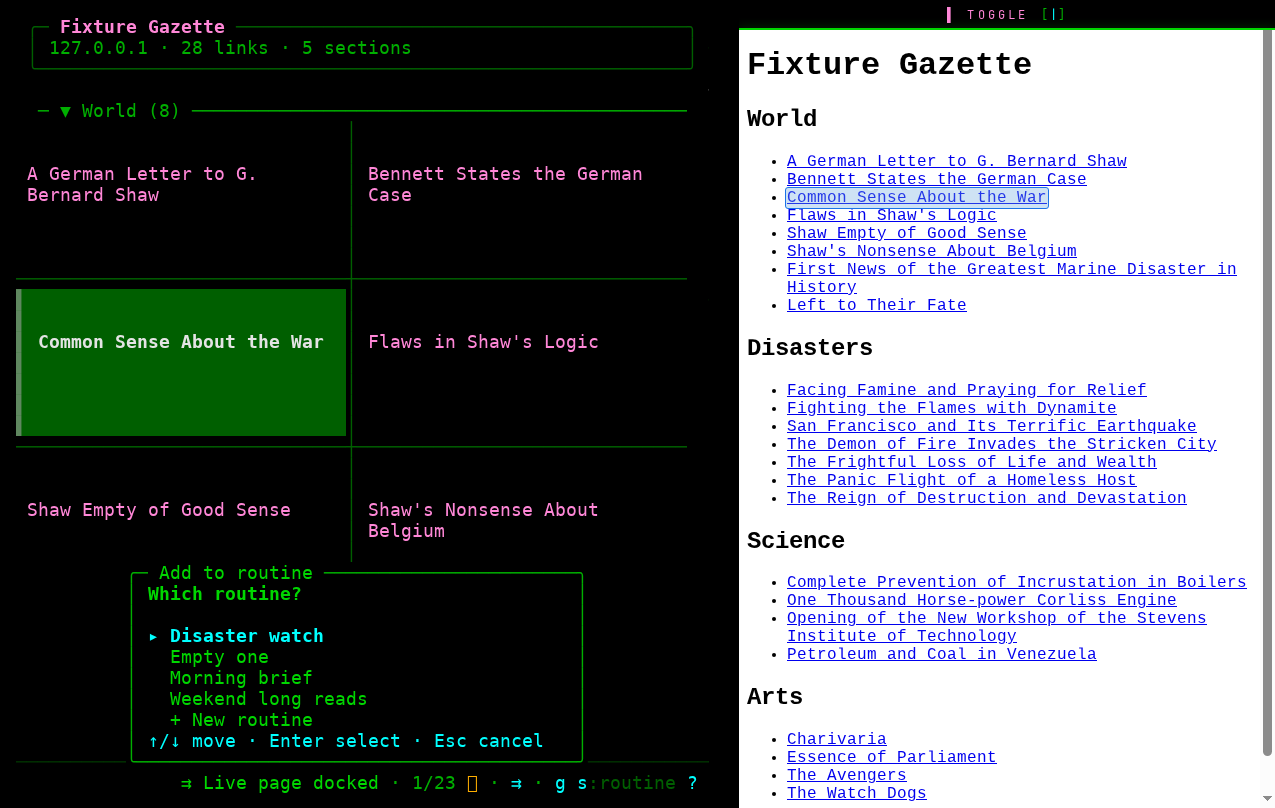 Fixture Gazette
127.0.0.1 · 28 links · 5 sections
▼ World (8)
A German Letter to G.
Bernard Shaw
Bennett States the German
Case
Common Sense About the War
Flaws in Shaw's Logic
Shaw Empty of Good Sense
Shaw's Nonsense About
Belgium
Add to routine
Which routine?
▸ Disaster watch
Empty one
Morning brief
Weekend long reads
+ New routine
↑/↓ move · Enter select · Esc cancel
⇉ Live page docked · 1/23 · ⇉ · g s:routine ?
TOGGLE [|]
Fixture Gazette
World
• A German Letter to G. Bernard Shaw
• Bennett States the German Case
• Common Sense About the War
• Flaws in Shaw's Logic
• Shaw Empty of Good Sense
• Shaw's Nonsense About Belgium
• First News of the Greatest Marine Disaster in
History
• Left to Their Fate
Disasters
• Facing Famine and Praying for Relief
• Fighting the Flames with Dynamite
• San Francisco and Its Terrific Earthquake
• The Demon of Fire Invades the Stricken City
• The Frightful Loss of Life and Wealth
• The Panic Flight of a Homeless Host
• The Reign of Destruction and Devastation
Science
• Complete Prevention of Incrustation in Boilers
• One Thousand Horse-power Corliss Engine
• Opening of the New Workshop of the Stevens
Institute of Technology
• Petroleum and Coal in Venezuela
Arts
• Charivaria
• Essence of Parliament
• The Avengers
• The Watch Dogs